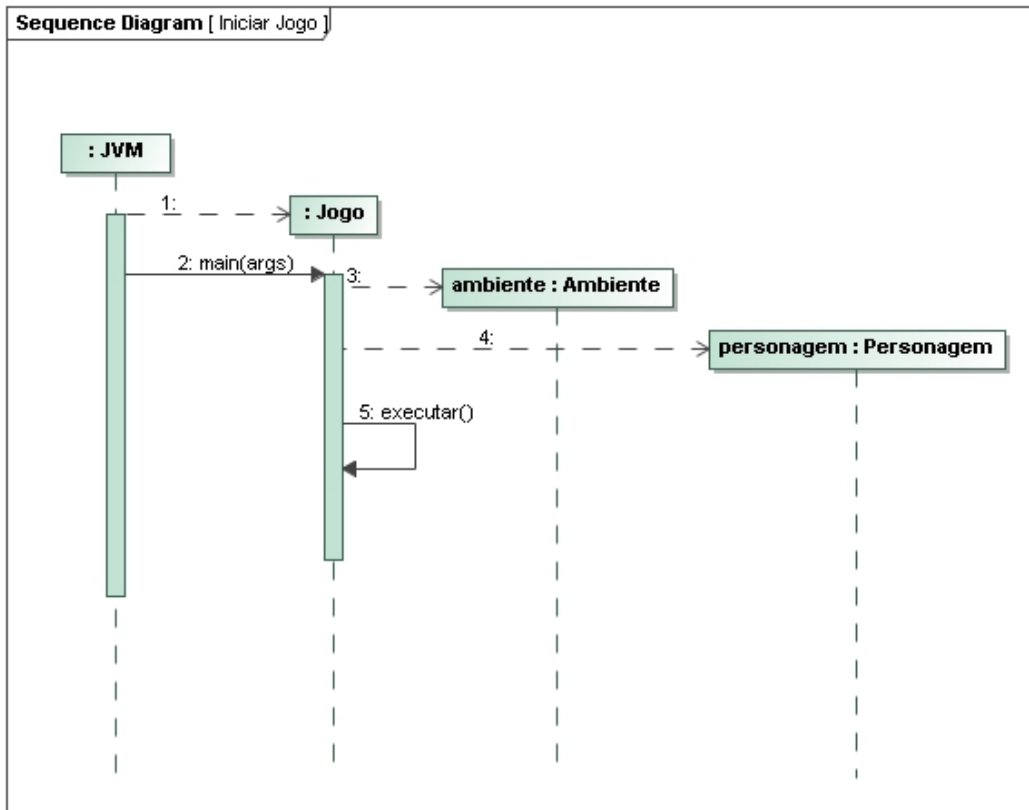 Sequence Diagram [ Iniciar Jogo ]
: JVM
1:
: Jogo
2: main(args)
3:
ambiente : Ambiente
4:
personagem : Personagem
5: executar()